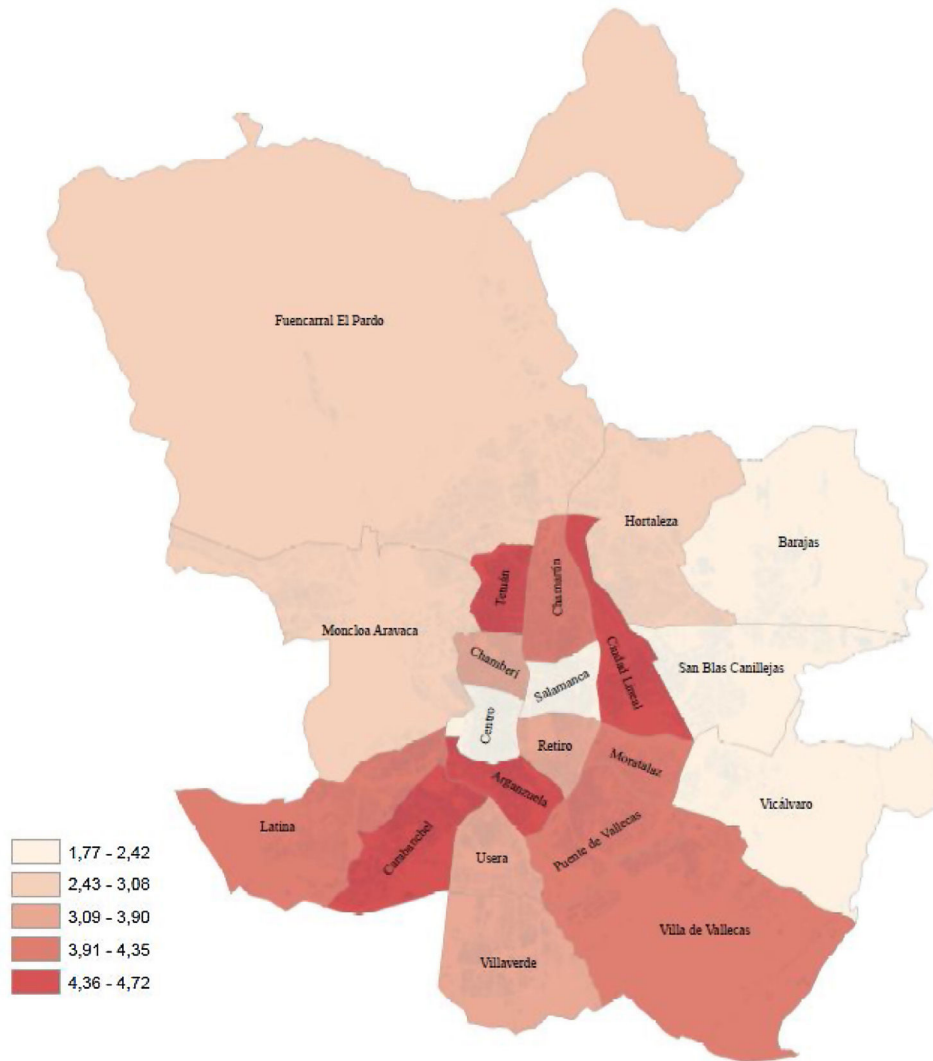 Fuencarral El Pardo
Hortaleza
Barajas
Tetuán
Chamartín
Moncloa Aravaca
Chamberí
Ciudad Lineal
San Blas Canillejas
Salamanca
Centro
Retiro
Moratalaz
Arganzuela
Vicálvaro
Latina
Carabanchel
Usera
Puente de Vallecas
Villa de Vallecas
Villaverde
1,77 - 2,42
2,43 - 3,08
3,09 - 3,90
3,91 - 4,35
4,36 - 4,72